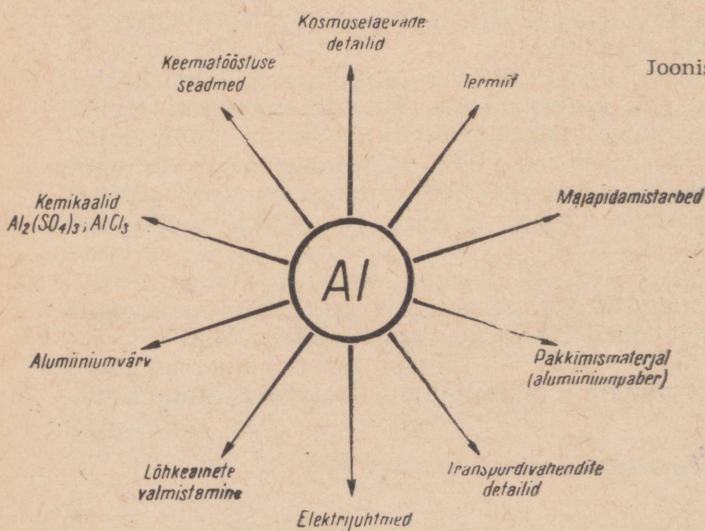 Kosmoselaevade
detailid
Keemiatööstuse
seadmed
Termiit
Joonis
Kemikaalid
Al₂(SO₄)₃, AlCl₃
Majapidamistarbed
Al
Alumiiniumvärv
Pakkimismaterjal
(alumiiniumpaber)
Lõhkeainete
valmistamine
Transpordivahendite
detailid
Elektrijuhtmed